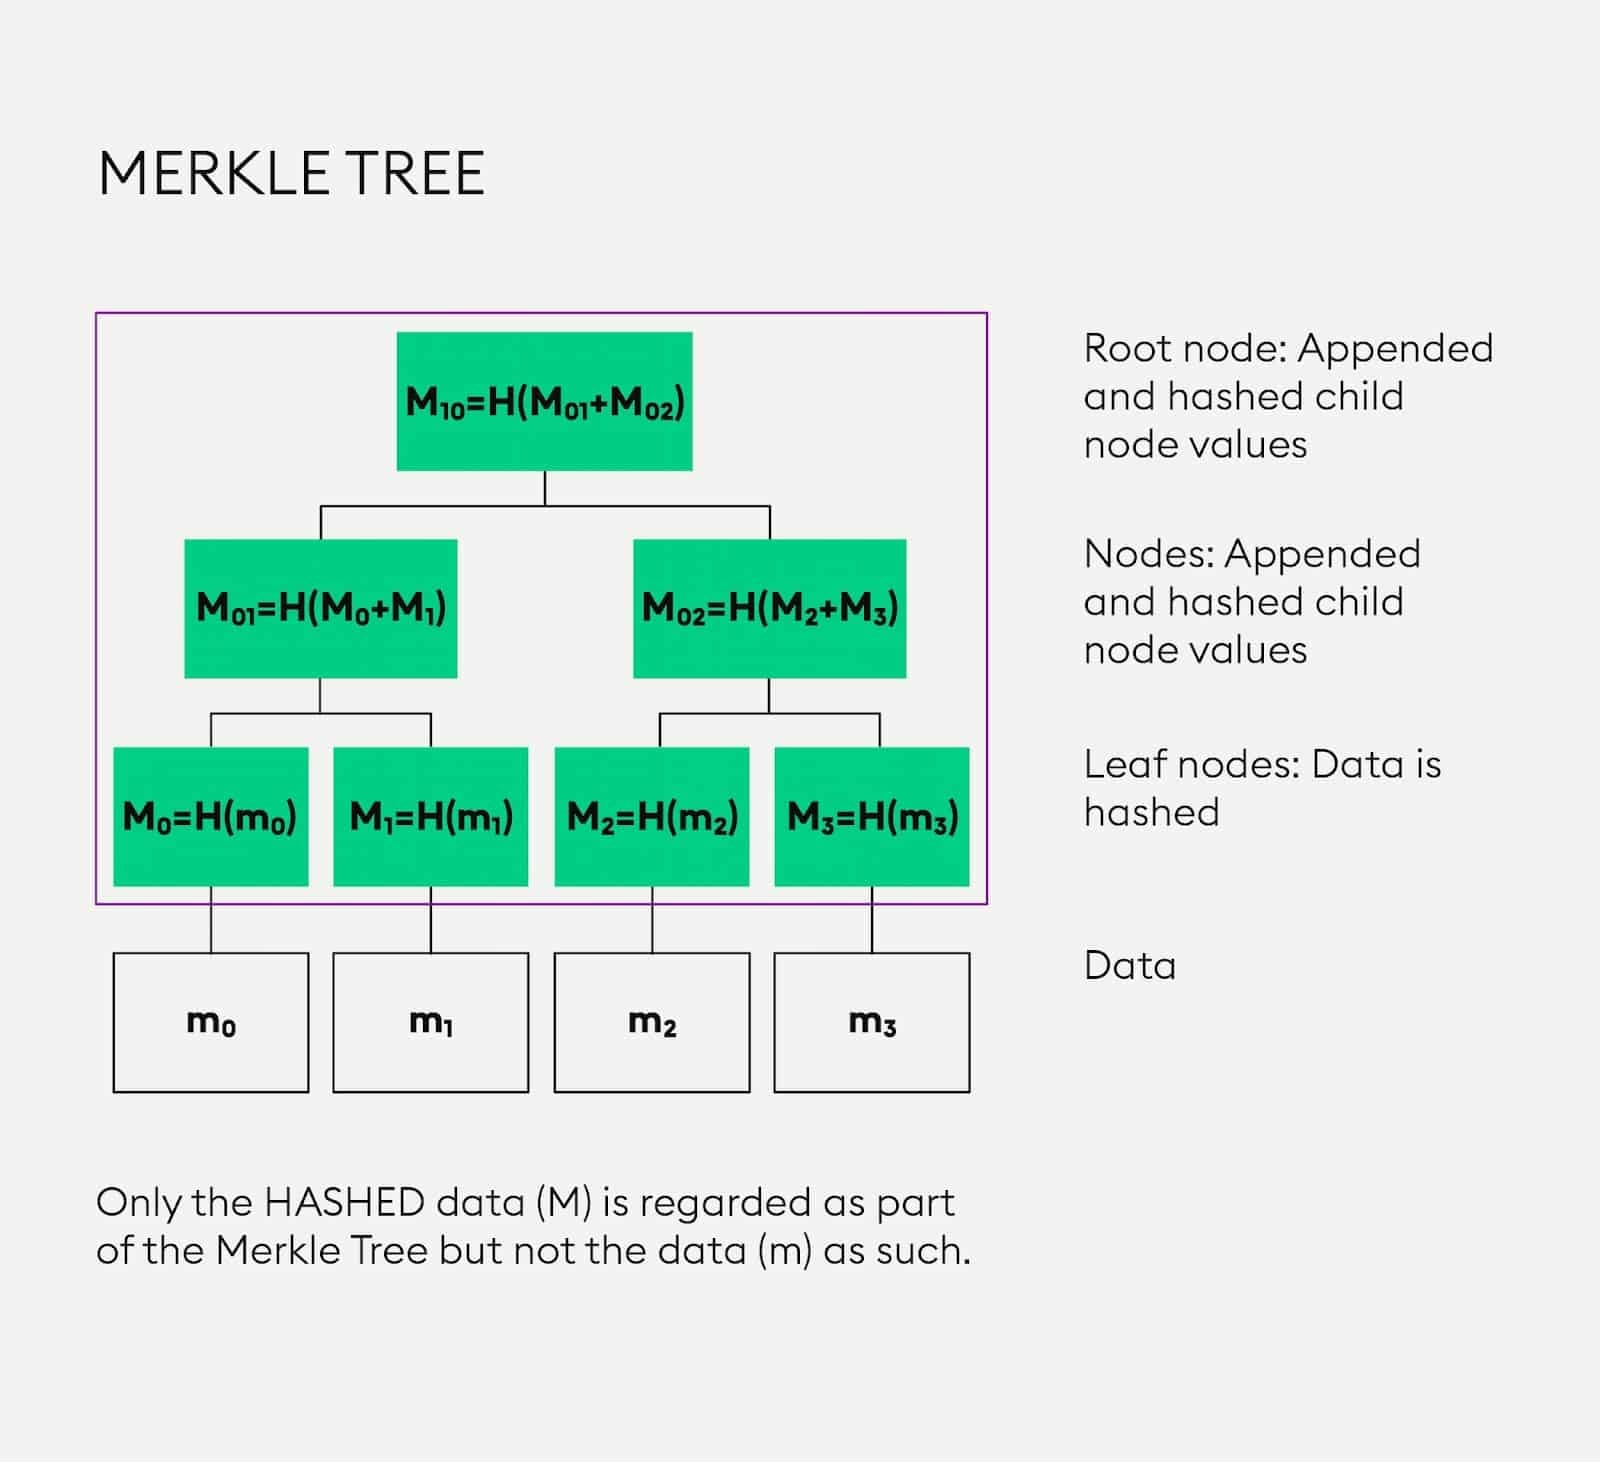 MERKLE TREE
M₁₀=H(M₀₁+M₀₂)
Root node: Appended
and hashed child
node values
M₀₁=H(M₀+M₁)
M₀₂=H(M₂+M₃)
Nodes: Appended
and hashed child
node values
M₀=H(m₀)
M₁=H(m₁)
M₂=H(m₂)
M₃=H(m₃)
Leaf nodes: Data is
hashed
m₀
m₁
m₂
m₃
Data
Only the HASHED data (M) is regarded as part
of the Merkle Tree but not the data (m) as such.